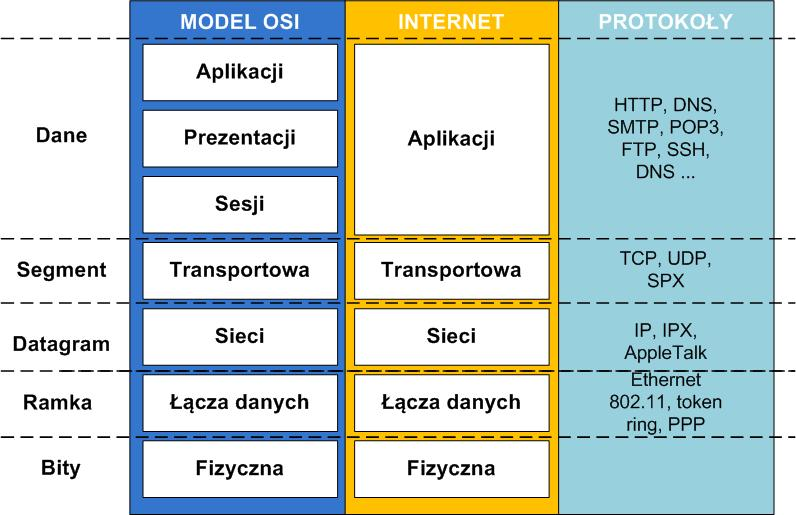 MODEL OSI
INTERNET
PROTOKOŁY
Dane
Aplikacji
Prezentacji
Sesji
Aplikacji
HTTP, DNS,
SMTP, POP3,
FTP, SSH,
DNS ...
Segment
Transportowa
Transportowa
TCP, UDP,
SPX
Datagram
Sieci
Sieci
IP, IPX,
AppleTalk
Ramka
Łącza danych
Łącza danych
Ethernet
802.11, token
ring, PPP
Bity
Fizyczna
Fizyczna